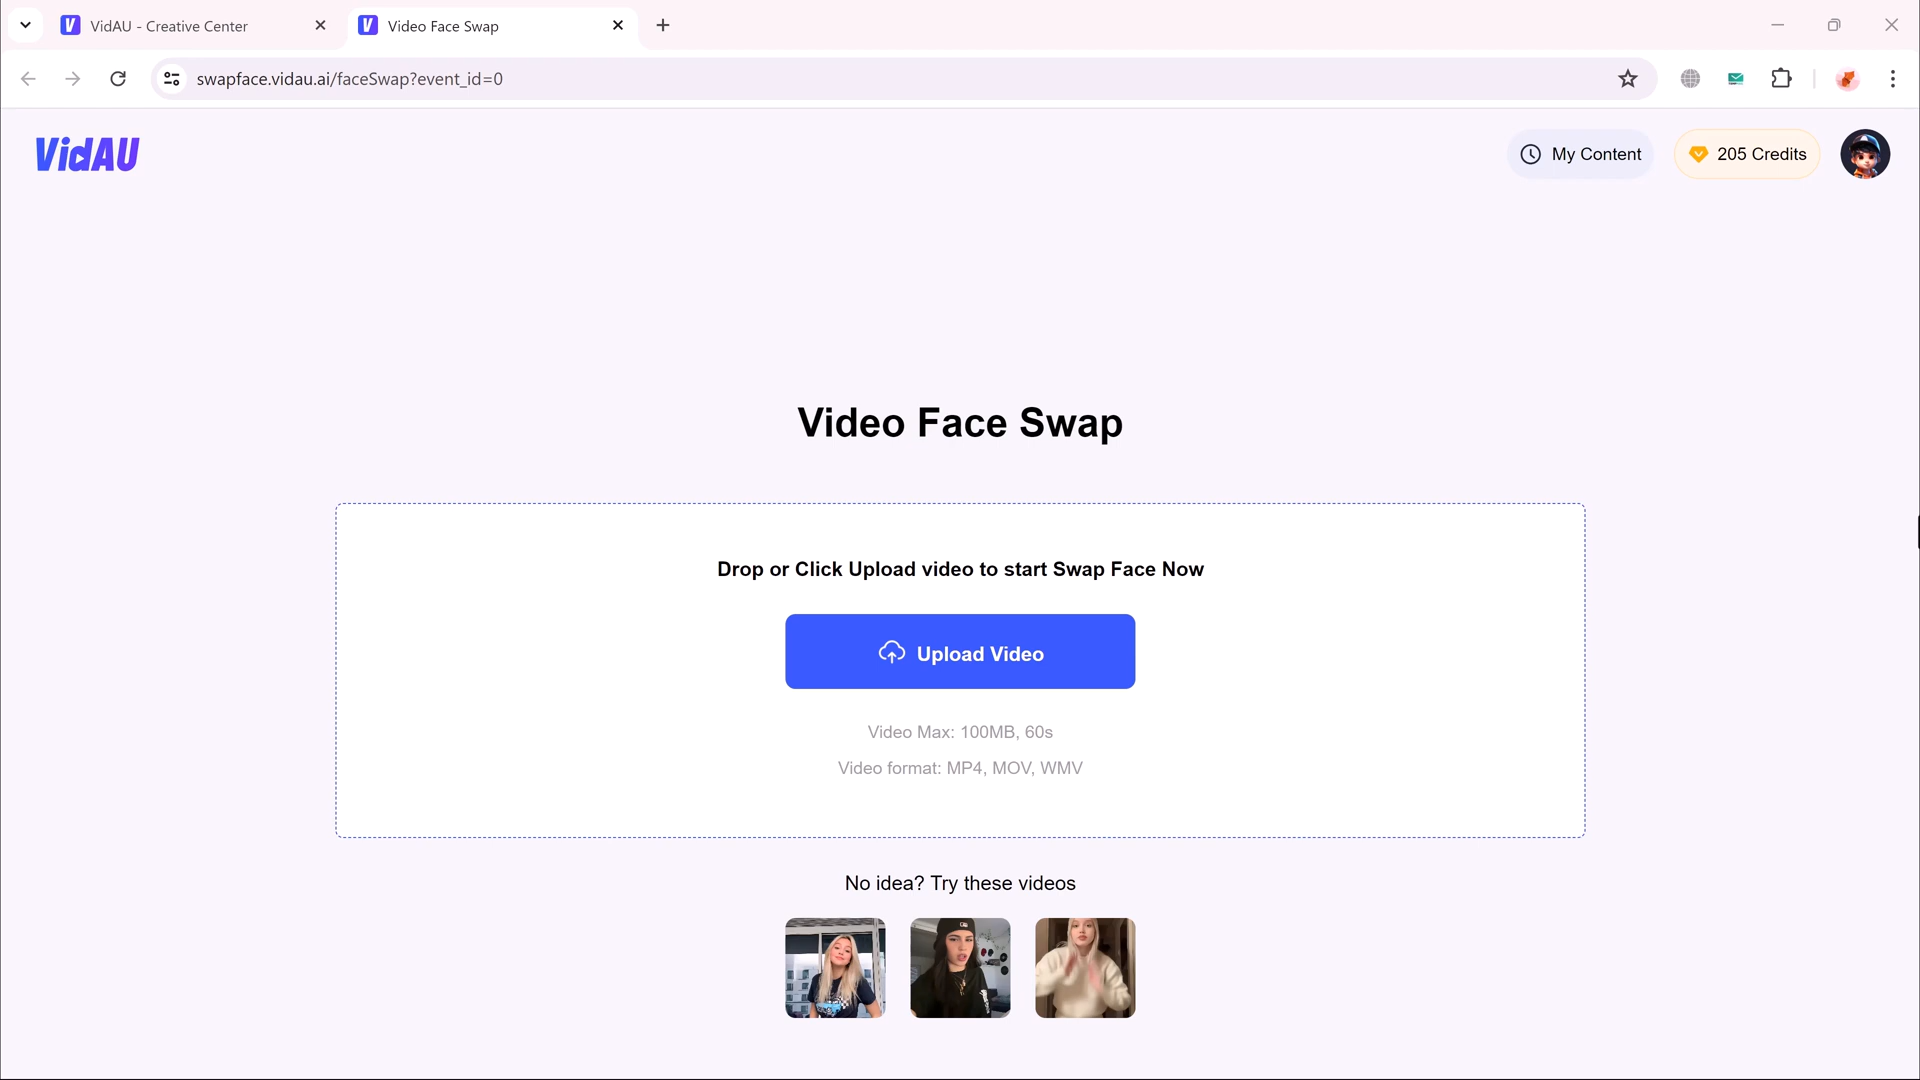 VidAU - Creative Center
Video Face Swap
swapface.vidau.ai/faceSwap?event_id=0
VidAU
My Content
205 Credits
Video Face Swap
Drop or Click Upload video to start Swap Face Now
Upload Video
Video Max: 100MB, 60s
Video format: MP4, MOV, WMV
No idea? Try these videos